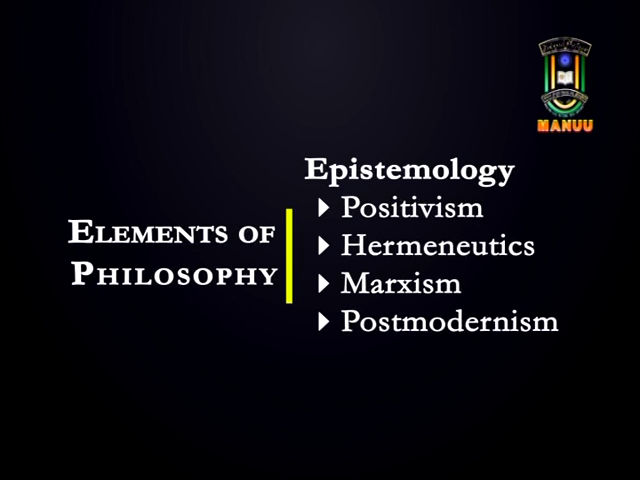 MANUU
ELEMENTS OF
PHILOSOPHY
Epistemology
Positivism
Hermeneutics
Marxism
Postmodernism